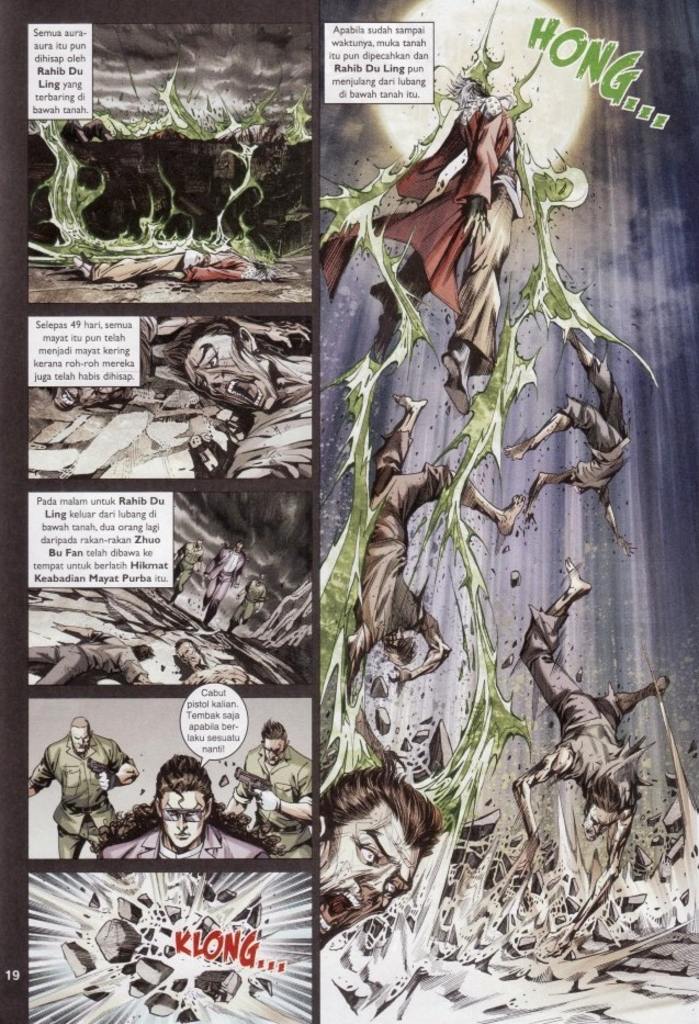 Semua aura-
aura itu pun
dihisap oleh
Rahib Du
Ling yang
terbaring di
bawah tanah.
Selepas 49 hari, semua
mayat itu pun telah
menjadi mayat kering
kerana roh-roh mereka
juga telah habis dihisap.
Pada malam untuk Rahib Du
Ling keluar dari lubang di
bawah tanah, dua orang lagi
daripada rakan-rakan Zhuo
Bu Fan telah dibawa ke
tempat untuk berlatih Hikmat
Keabadian Mayat Purba itu.
Cabut
pistol kalian.
Tembak saja
apabila ber-
laku sesuatu
nanti!
KLONG...
19
Apabila sudah sampai
waktunya, muka tanah
itu pun dipecahkan dan
Rahib Du Ling pun
menjulang dari lubang
di bawah tanah itu.
HONG...